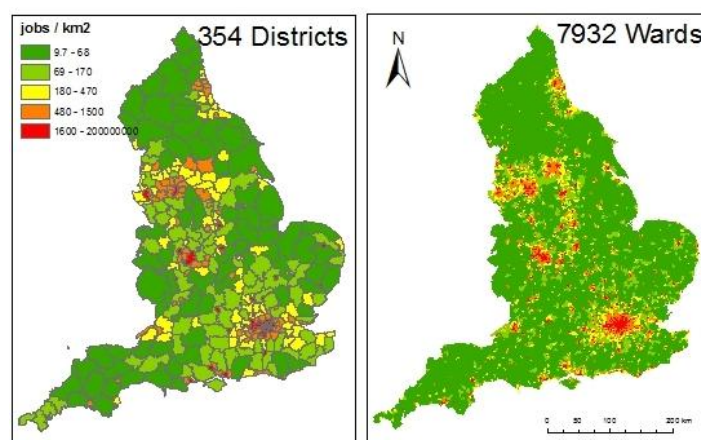 jobs / km2
354 Districts
9.7 - 68
69 - 170
180 - 470
480 - 1500
1600 - 200000000
7932 Wards
N
0 50 100 200 km